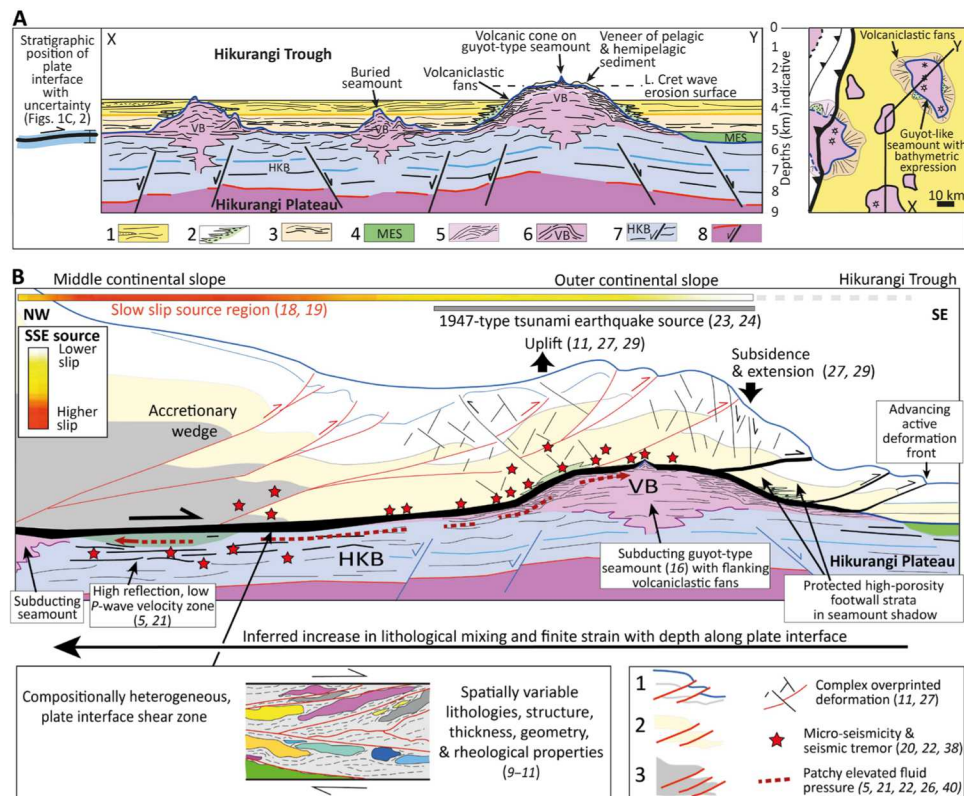 A
Stratigraphic
position of
plate
interface
with
uncertainty
(Figs. 1C, 2)
X
Hikurangi Trough
Buried
seamount
Volcaniclastic
fans
Volcanic cone on
guyot-type seamount
Veneer of pelagic
& hemipelagic
sediment
Y
L. Cret wave
erosion surface
VB
VB
VB
MES
HKB
Hikurangi Plateau
0
1
2
3
4
5
6
7
8
9
Depths (km) indicative
Volcaniclastic
fans
Y
Guyot-like
seamount with
bathymetric
expression
X
10 km
1
2
3
4 MES
5
6 VB
7 HKB
8
B
Middle continental slope
Outer continental slope
Hikurangi Trough
NW
Slow slip source region (18, 19)
1947-type tsunami earthquake source (23, 24)
SE
SSE source
Lower
slip
Higher
slip
Uplift (11, 27, 29)
Subsidence
& extension (27, 29)
Accretionary
wedge
Advancing
active
deformation
front
VB
HKB
Hikurangi Plateau
Subducting
seamount
High reflection, low
P-wave velocity zone
(5, 21)
Subducting guyot-type
seamount (16) with flanking
volcaniclastic fans
Protected high-porosity
footwall strata
in seamount shadow
Inferred increase in lithological mixing and finite strain with depth along plate interface
Compositionally heterogeneous,
plate interface shear zone
Spatially variable
lithologies, structure,
thickness, geometry,
& rheological properties
(9–11)
1
2
3
Complex overprinted
deformation (11, 27)
Micro-seismicity &
seismic tremor (20, 22, 38)
Patchy elevated fluid
pressure (5, 21, 22, 26, 40)